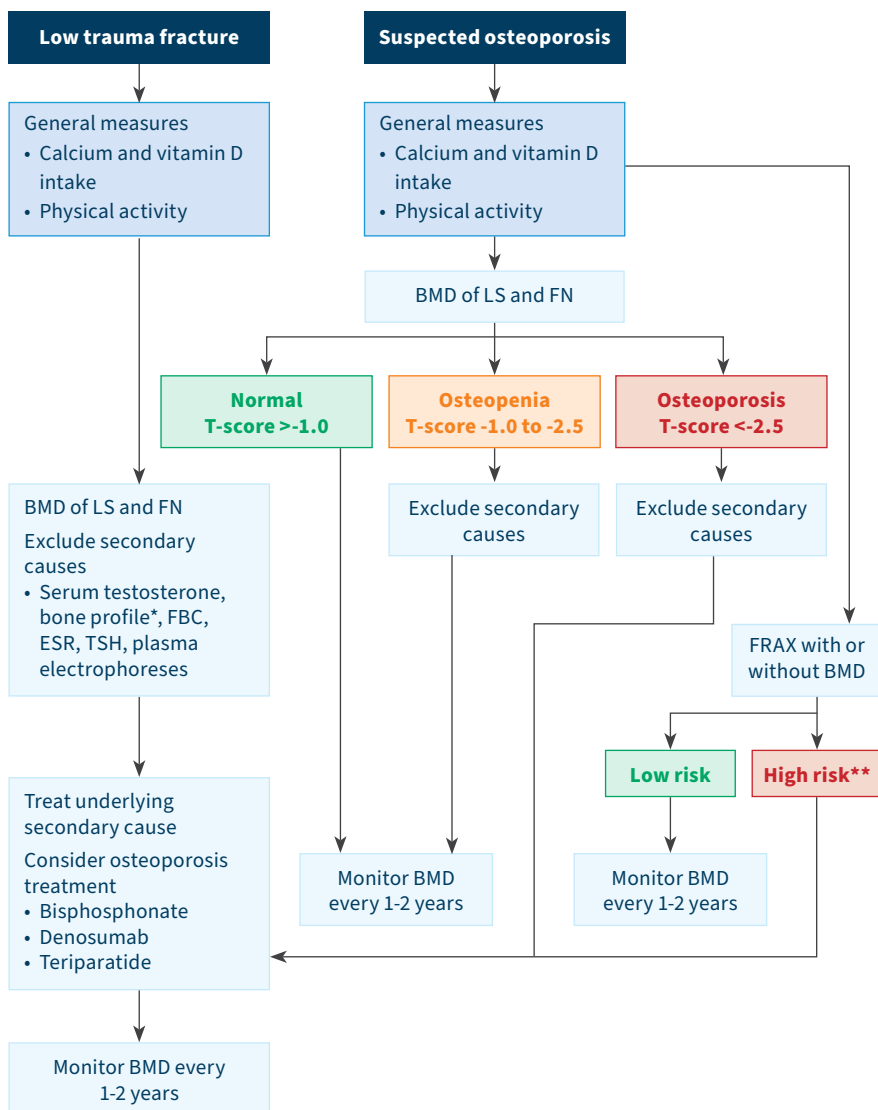 Low trauma fracture
General measures
• Calcium and vitamin D
intake
• Physical activity
BMD of LS and FN
Exclude secondary
causes
• Serum testosterone,
bone profile*, FBC,
ESR, TSH, plasma
electrophoreses
Treat underlying
secondary cause
Consider osteoporosis
treatment
• Bisphosphonate
• Denosumab
• Teriparatide
Monitor BMD every
1-2 years
Suspected osteoporosis
General measures
• Calcium and vitamin D
intake
• Physical activity
BMD of LS and FN
Normal
T-score >-1.0
Osteopenia
T-score -1.0 to -2.5
Osteoporosis
T-score <-2.5
Exclude secondary
causes
Exclude secondary
causes
Monitor BMD
every 1-2 years
FRAX with or
without BMD
Low risk
High risk**
Monitor BMD
every 1-2 years